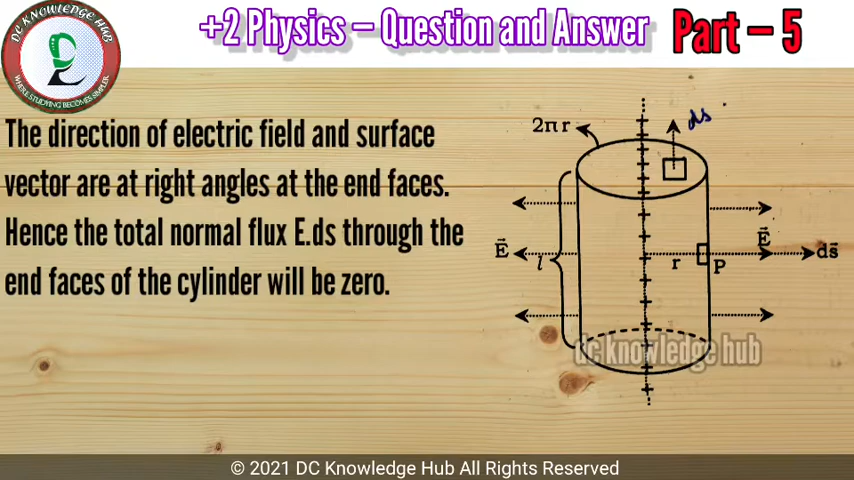 DC KNOWLEDGE HUB
WHERE STUDYING BECOMES SIMPLER
+2 Physics – Question and Answer
Part – 5
The direction of electric field and surface
vector are at right angles at the end faces.
Hence the total normal flux E.ds through the
end faces of the cylinder will be zero.
2π r
ds
E⃗
l
r
P
E⃗
ds⃗
dc knowledge hub
© 2021 DC Knowledge Hub All Rights Reserved